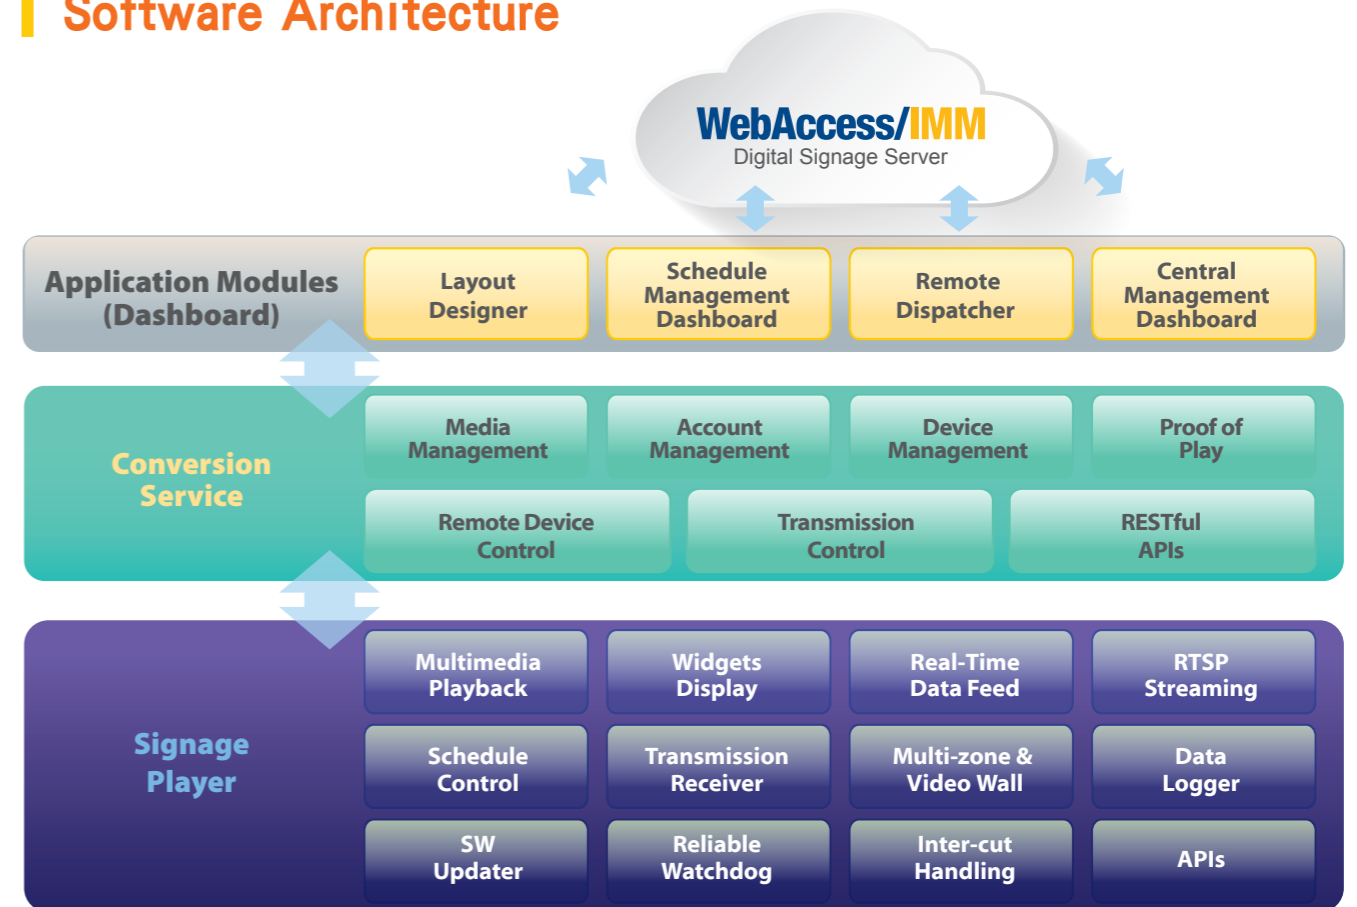 Software Architecture
WebAccess/IMM
Digital Signage Server
Application Modules
(Dashboard)
Layout
Designer
Schedule
Management
Dashboard
Remote
Dispatcher
Central
Management
Dashboard
Conversion
Service
Media
Management
Account
Management
Device
Management
Proof of
Play
Remote Device
Control
Transmission
Control
RESTful
APIs
Signage
Player
Multimedia
Playback
Widgets
Display
Real-Time
Data Feed
RTSP
Streaming
Schedule
Control
Transmission
Receiver
Multi-zone &
Video Wall
Data
Logger
SW
Updater
Reliable
Watchdog
Inter-cut
Handling
APIs